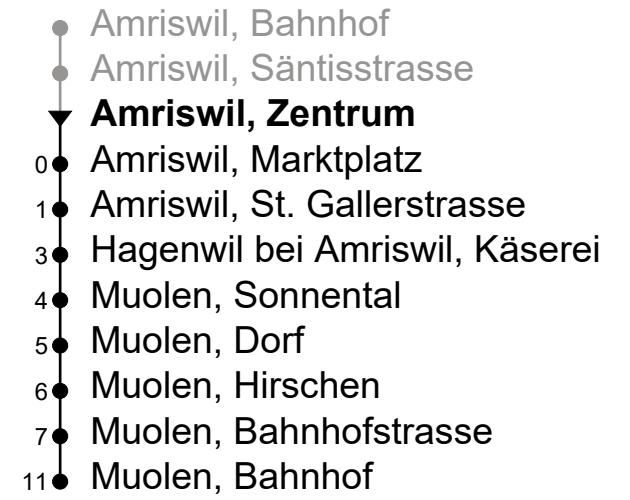 Amriswil, Bahnhof
Amriswil, Säntisstrasse
Amriswil, Zentrum
0 Amriswil, Marktplatz
1 Amriswil, St. Gallerstrasse
3 Hagenwil bei Amriswil, Käserei
4 Muolen, Sonnental
5 Muolen, Dorf
6 Muolen, Hirschen
7 Muolen, Bahnhofstrasse
11 Muolen, Bahnhof